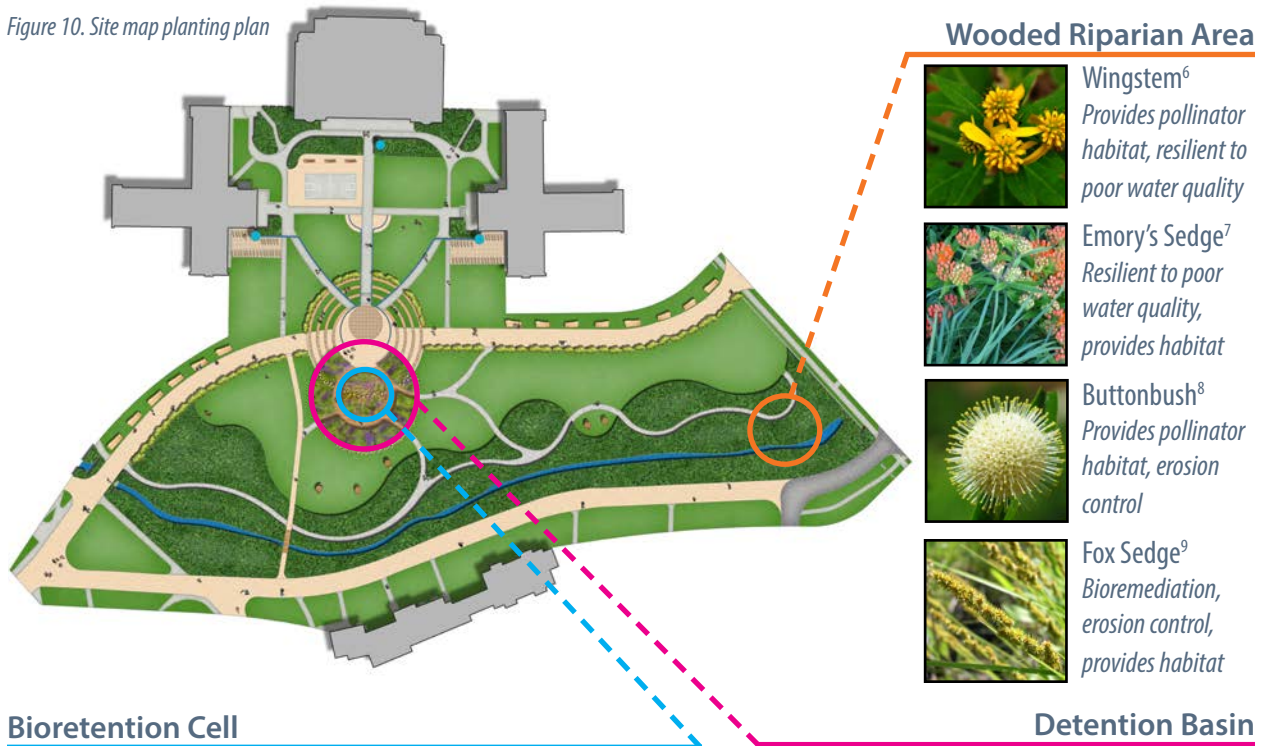 Figure 10. Site map planting plan
Wooded Riparian Area
Wingstem⁶
Provides pollinator
habitat, resilient to
poor water quality
Emory's Sedge⁷
Resilient to poor
water quality,
provides habitat
Buttonbush⁸
Provides pollinator
habitat, erosion
control
Fox Sedge⁹
Bioremediation,
erosion control,
provides habitat
Bioretention Cell
Detention Basin